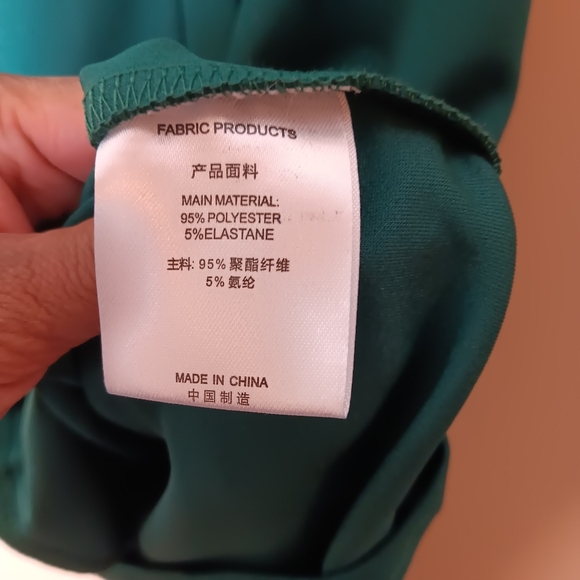 FABRIC PRODUCTS
产品面料
MAIN MATERIAL:
95% POLYESTER
5%ELASTANE
主料: 95% 聚酯纤维
5% 氨纶
MADE IN CHINA
中国制造